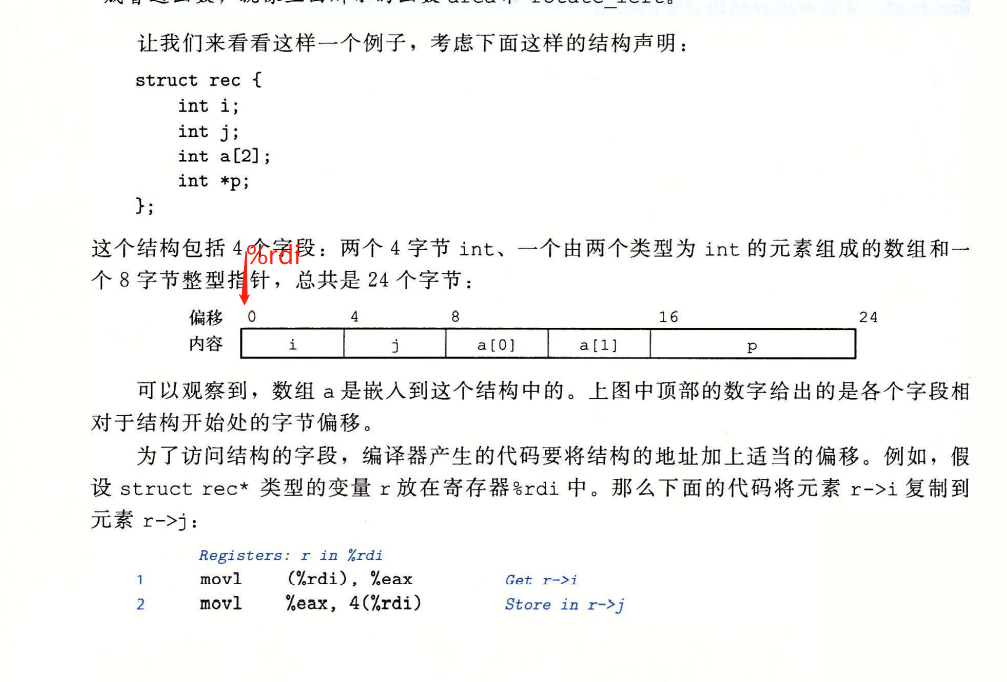 让我们来看看这样一个例子，考虑下面这样的结构声明：
struct rec {
    int i;
    int j;
    int a[2];
    int *p;
};
这个结构包括 4 个字段：两个 4 字节 int、一个由两个类型为 int 的元素组成的数组和一
%rdi
个 8 字节整型指针，总共是 24 个字节：
偏移 0 4 8 16 24
内容 i j a[0] a[1] p
可以观察到，数组 a 是嵌入到这个结构中的。上图中顶部的数字给出的是各个字段相
对于结构开始处的字节偏移。
为了访问结构的字段，编译器产生的代码要将结构的地址加上适当的偏移。例如，假
设 struct rec* 类型的变量 r 放在寄存器%rdi 中。那么下面的代码将元素 r->i 复制到
元素 r->j：
Registers: r in %rdi
1 movl (%rdi), %eax Get r->i
2 movl %eax, 4(%rdi) Store in r->j